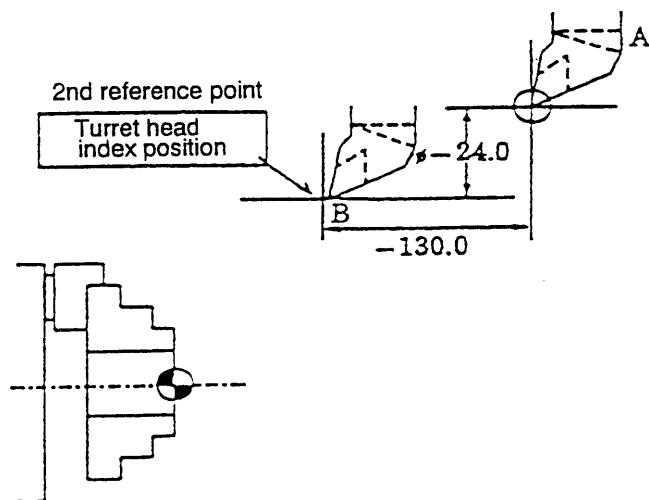 A
2nd reference point
Turret head
index position
ø−24.0
B
−130.0